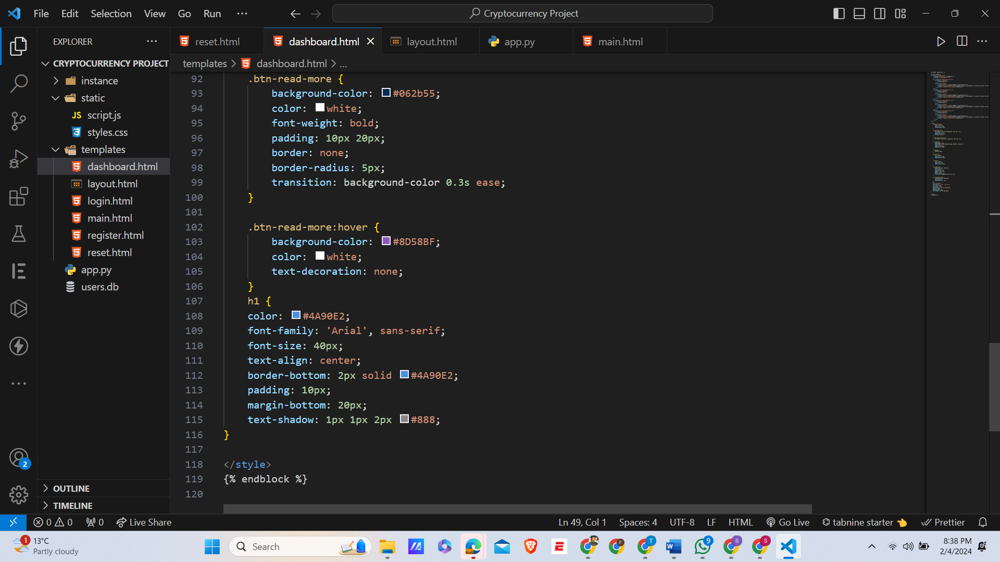 File Edit Selection View Go Run ··· Cryptocurrency Project
EXPLORER ···
reset.html dashboard.html layout.html app.py main.html
CRYPTOCURRENCY PROJECT
instance
static
JS script.js
styles.css
templates
dashboard.html
layout.html
login.html
main.html
register.html
reset.html
app.py
users.db
OUTLINE
TIMELINE
templates > dashboard.html > ...
92 .btn-read-more {
93 background-color: #062b55;
94 color: white;
95 font-weight: bold;
96 padding: 10px 20px;
97 border: none;
98 border-radius: 5px;
99 transition: background-color 0.3s ease;
100 }
101
102 .btn-read-more:hover {
103 background-color: #8D58BF;
104 color: white;
105 text-decoration: none;
106 }
107 h1 {
108 color: #4A90E2;
109 font-family: 'Arial', sans-serif;
110 font-size: 40px;
111 text-align: center;
112 border-bottom: 2px solid #4A90E2;
113 padding: 10px;
114 margin-bottom: 20px;
115 text-shadow: 1px 1px 2px #888;
116 }
117
118 </style>
119 {% endblock %}
120
2
0 0 0 Live Share Ln 49, Col 1 Spaces: 4 UTF-8 LF HTML Go Live tabnine starter Prettier
1 13°C
Partly cloudy
Search
9
8:38 PM
2/4/2024